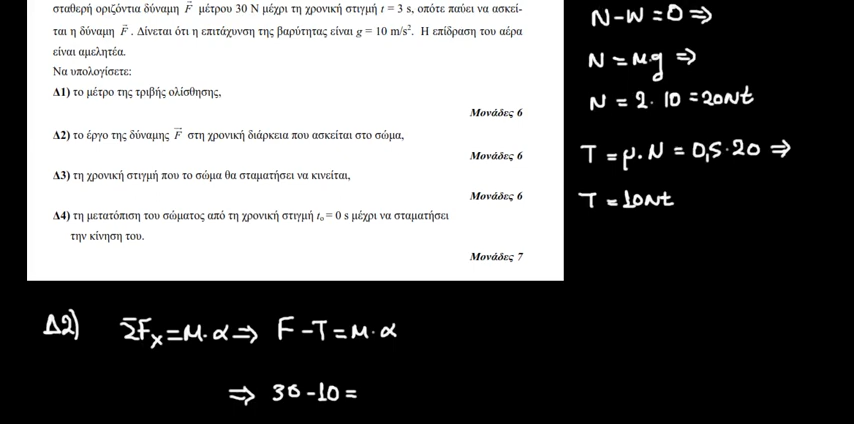 σταθερή οριζόντια δύναμη F⃗ μέτρου 30 N μέχρι τη χρονική στιγμή t = 3 s, οπότε παύει να ασκεί-
ται η δύναμη F⃗ . Δίνεται ότι η επιτάχυνση της βαρύτητας είναι g = 10 m/s². Η επίδραση του αέρα
είναι αμελητέα.
Να υπολογίσετε:
Δ1) το μέτρο της τριβής ολίσθησης,
Μονάδες 6
Δ2) το έργο της δύναμης F⃗ στη χρονική διάρκεια που ασκείται στο σώμα,
Μονάδες 6
Δ3) τη χρονική στιγμή που το σώμα θα σταματήσει να κινείται,
Μονάδες 6
Δ4) τη μετατόπιση του σώματος από τη χρονική στιγμή t₀ = 0 s μέχρι να σταματήσει
την κίνηση του.
Μονάδες 7
N-W=0 ⇒
N = m.g ⇒
N = 2. 10 = 20Nt
T = μ. N = 0,5.20 ⇒
T = 10Nt
Δ2) ΣFₓ = m. α ⇒ F - T = m. α
⇒ 30 - 10 =